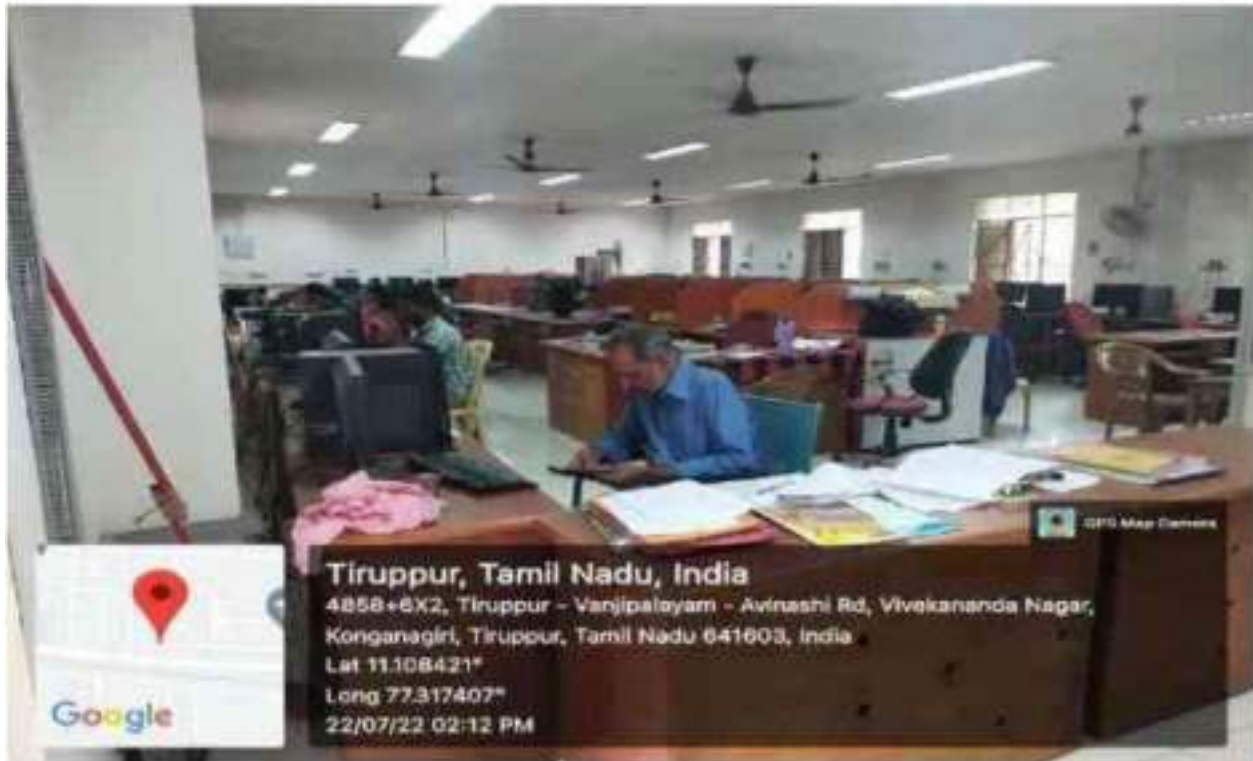 GPS Map Camera
Tiruppur, Tamil Nadu, India
4858+6X2, Tiruppur - Vanjipalayam - Avinashi Rd, Vivekananda Nagar,
Konganagiri, Tiruppur, Tamil Nadu 641603, India
Lat 11.108421°
Long 77.317407°
22/07/22 02:12 PM
Google